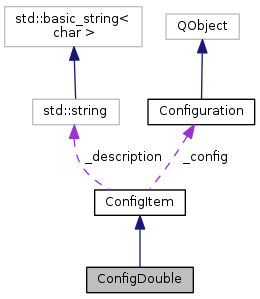 std::basic_string<
char >
QObject
std::string
Configuration
_description
_config
ConfigItem
ConfigDouble